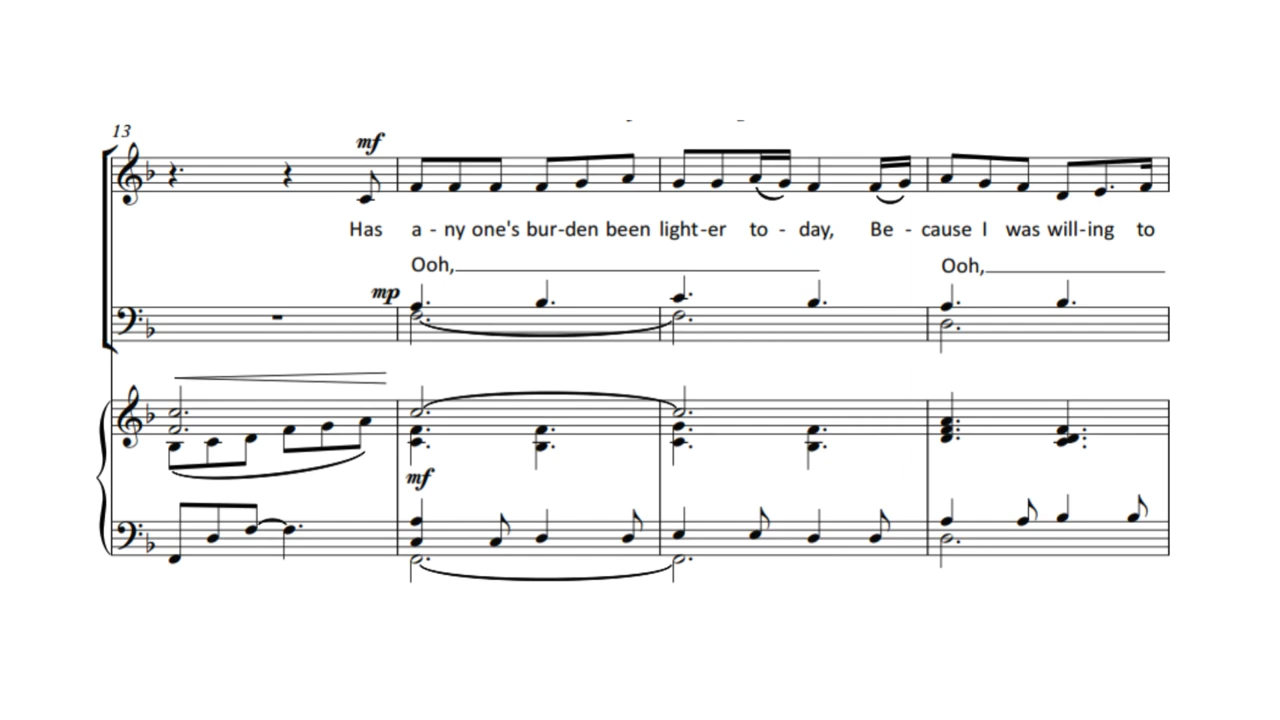 13
mf
Has a - ny one's bur-den been light-er to - day, Be - cause I was will-ing to
Ooh, Ooh,
mp
mf